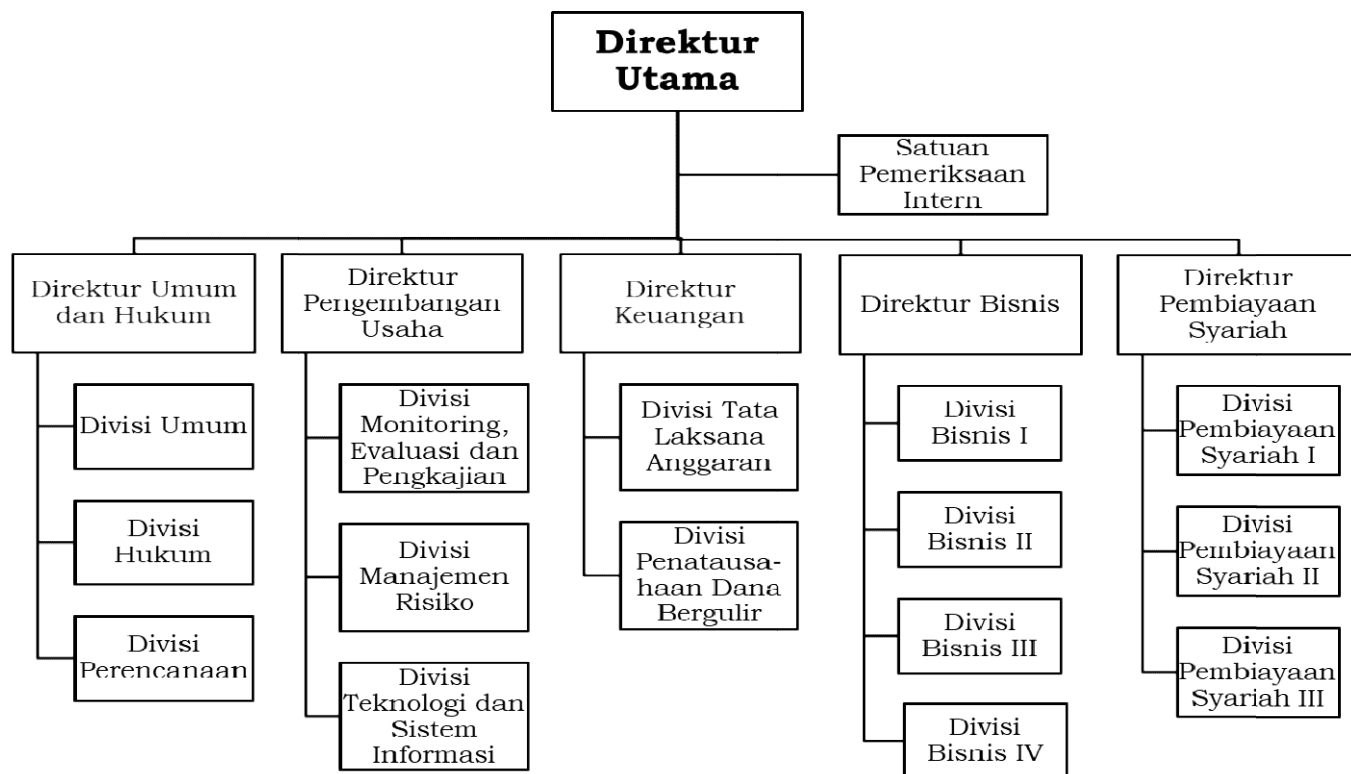 Direktur
Utama
Satuan
Pemeriksaan
Intern
Direktur Umum
dan Hukum
Direktur
Pengembangan
Usaha
Direktur
Keuangan
Direktur Bisnis
Direktur
Pembiayaan
Syariah
Divisi Umum
Divisi
Hukum
Divisi
Perencanaan
Divisi
Monitoring,
Evaluasi dan
Pengkajian
Divisi
Manajemen
Risiko
Divisi
Teknologi dan
Sistem
Informasi
Divisi Tata
Laksana
Anggaran
Divisi
Penatausa-
haan Dana
Bergulir
Divisi
Bisnis I
Divisi
Bisnis II
Divisi
Bisnis III
Divisi
Bisnis IV
Divisi
Pembiayaan
Syariah I
Divisi
Pembiayaan
Syariah II
Divisi
Pembiayaan
Syariah III